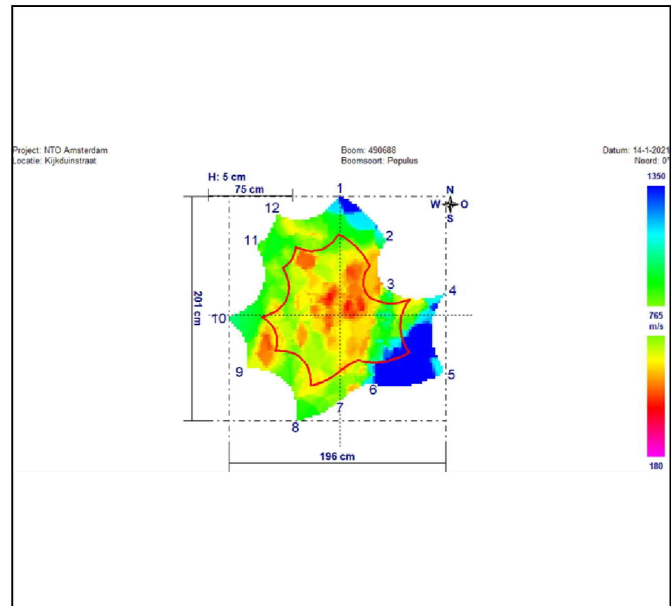 Project: NTO Amsterdam
Locatie: Kijkduinstraat
Boom: 490688
Boomsoort: Populus
Datum: 14-1-2021
Noord: 0°
H: 5 cm
75 cm
N
W O
S
1350
765
m/s
180
1
2
3
4
5
6
7
8
9
10
11
12
201 cm
196 cm